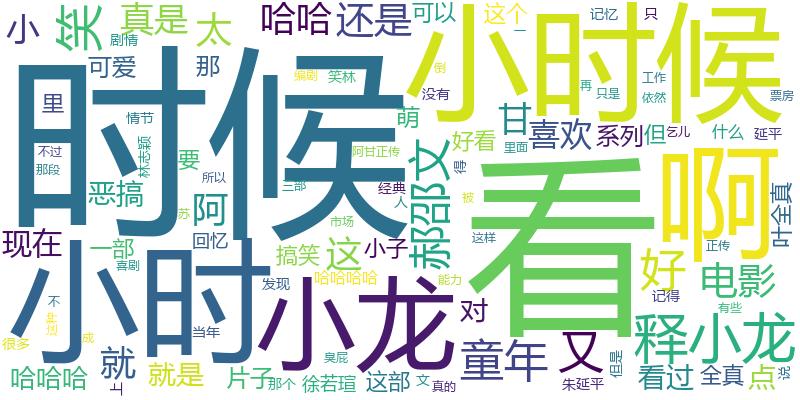 小
笑
真是
太
哈哈
还是
可以
这个
记忆
只
小时候
剧情
可爱
那
编剧
笑林
没有
再
只是
工作
依然
票房
时候
里
情节
不过
那段
林志颖
要
萌
甘
喜欢
系列
但
乞儿
什么
延平
好看
里面
恶搞
所以
阿甘正传
三部
经典
人
郝邵文
得
看
啊
叶全真
现在
一部
苏
阿
回忆
市场
搞笑
这
小子
被
这样
好
电影
正传
小时
喜剧
发现
哈哈哈哈
能力
记得
有些
不
很多
成
当年
小龙
对
童年
又
释小龙
哈哈哈
就
上
就是
片子
那个
臭屁
徐若瑄
这部
文
真的
朱延平
但是
看过
全真
点
说